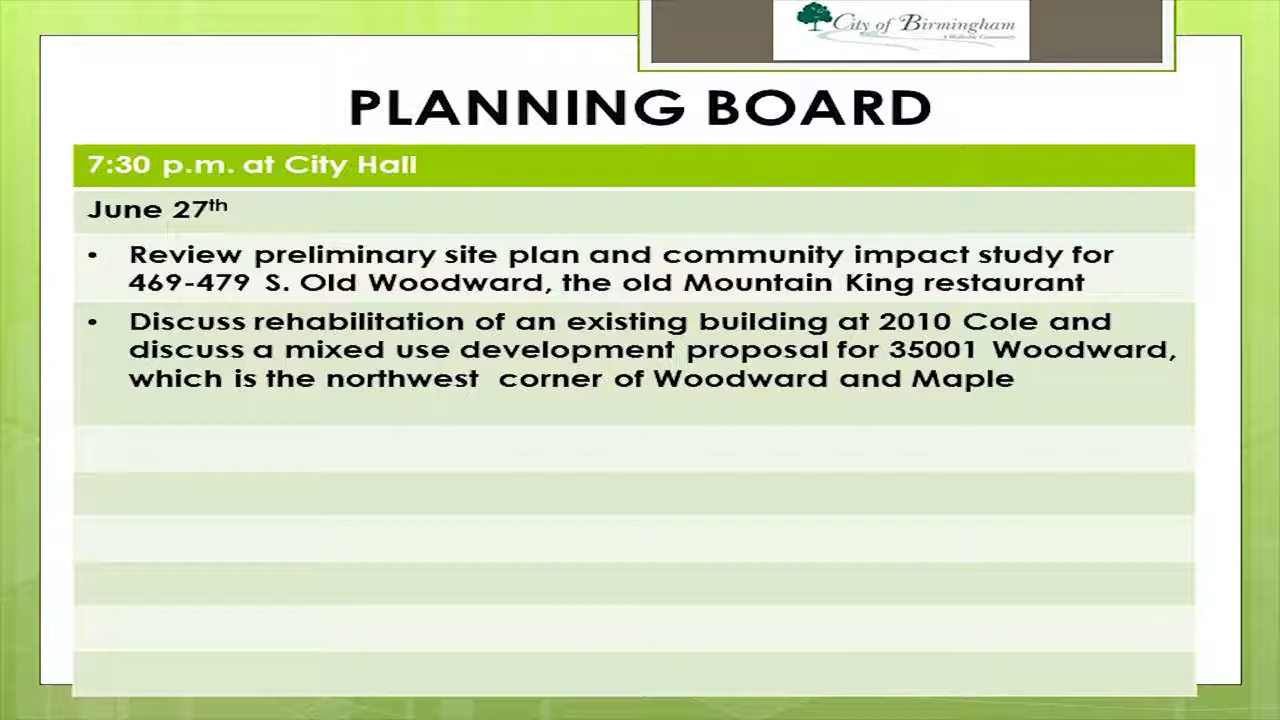 City of Birmingham
A Walkable Community
PLANNING BOARD
7:30 p.m. at City Hall
June 27th
• Review preliminary site plan and community impact study for
469-479 S. Old Woodward, the old Mountain King restaurant
• Discuss rehabilitation of an existing building at 2010 Cole and
discuss a mixed use development proposal for 35001 Woodward,
which is the northwest corner of Woodward and Maple